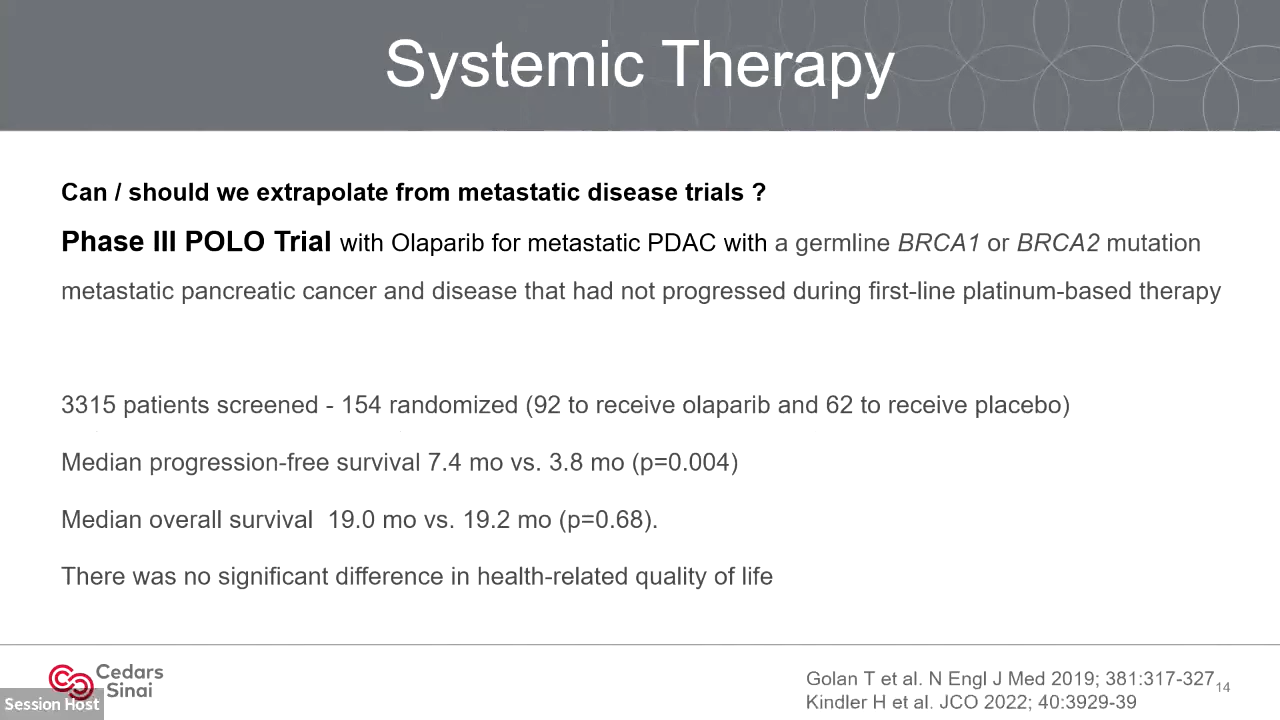 Systemic Therapy
Can / should we extrapolate from metastatic disease trials ?
Phase III POLO Trial with Olaparib for metastatic PDAC with a germline BRCA1 or BRCA2 mutation
metastatic pancreatic cancer and disease that had not progressed during first-line platinum-based therapy
3315 patients screened - 154 randomized (92 to receive olaparib and 62 to receive placebo)
Median progression-free survival 7.4 mo vs. 3.8 mo (p=0.004)
Median overall survival  19.0 mo vs. 19.2 mo (p=0.68).
There was no significant difference in health-related quality of life
Cedars
Sinai
Session Host
Golan T et al. N Engl J Med 2019; 381:317-327
Kindler H et al. JCO 2022; 40:3929-39
14